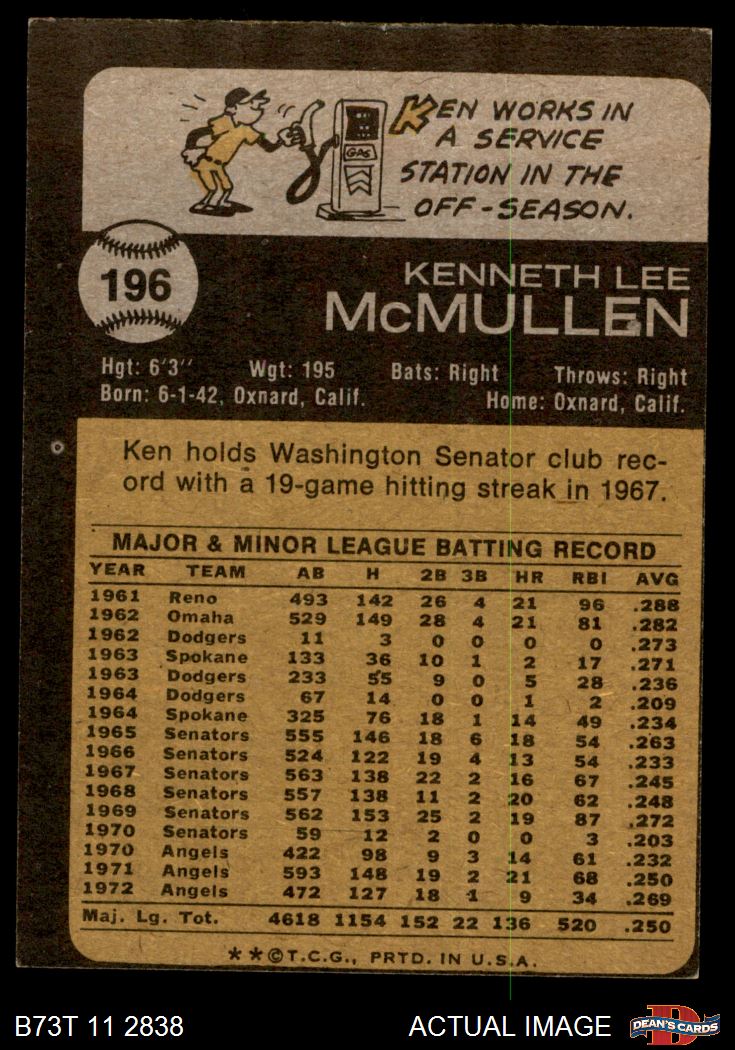 KEN WORKS IN
A SERVICE
STATION IN THE
OFF-SEASON.
GAS
196
KENNETH LEE
McMULLEN
Hgt: 6'3" Wgt: 195 Bats: Right Throws: Right
Born: 6-1-42, Oxnard, Calif. Home: Oxnard, Calif.
Ken holds Washington Senator club rec-
ord with a 19-game hitting streak in 1967.
MAJOR & MINOR LEAGUE BATTING RECORD
YEAR TEAM AB H 2B 3B HR RBI AVG
1961 Reno 493 142 26 4 21 96 .288
1962 Omaha 529 149 28 4 21 81 .282
1962 Dodgers 11 3 0 0 0 0 .273
1963 Spokane 133 36 10 1 2 17 .271
1963 Dodgers 233 55 9 0 5 28 .236
1964 Dodgers 67 14 0 0 1 2 .209
1964 Spokane 325 76 18 1 14 49 .234
1965 Senators 555 146 18 6 18 54 .263
1966 Senators 524 122 19 4 13 54 .233
1967 Senators 563 138 22 2 16 67 .245
1968 Senators 557 138 11 2 20 62 .248
1969 Senators 562 153 25 2 19 87 .272
1970 Senators 59 12 2 0 0 3 .203
1970 Angels 422 98 9 3 14 61 .232
1971 Angels 593 148 19 2 21 68 .250
1972 Angels 472 127 18 1 9 34 .269
Maj. Lg. Tot. 4618 1154 152 22 136 520 .250
**©T.C.G., PRTD. IN U.S.A.
B73T 11 2838 ACTUAL IMAGE D DEAN'S CARDS